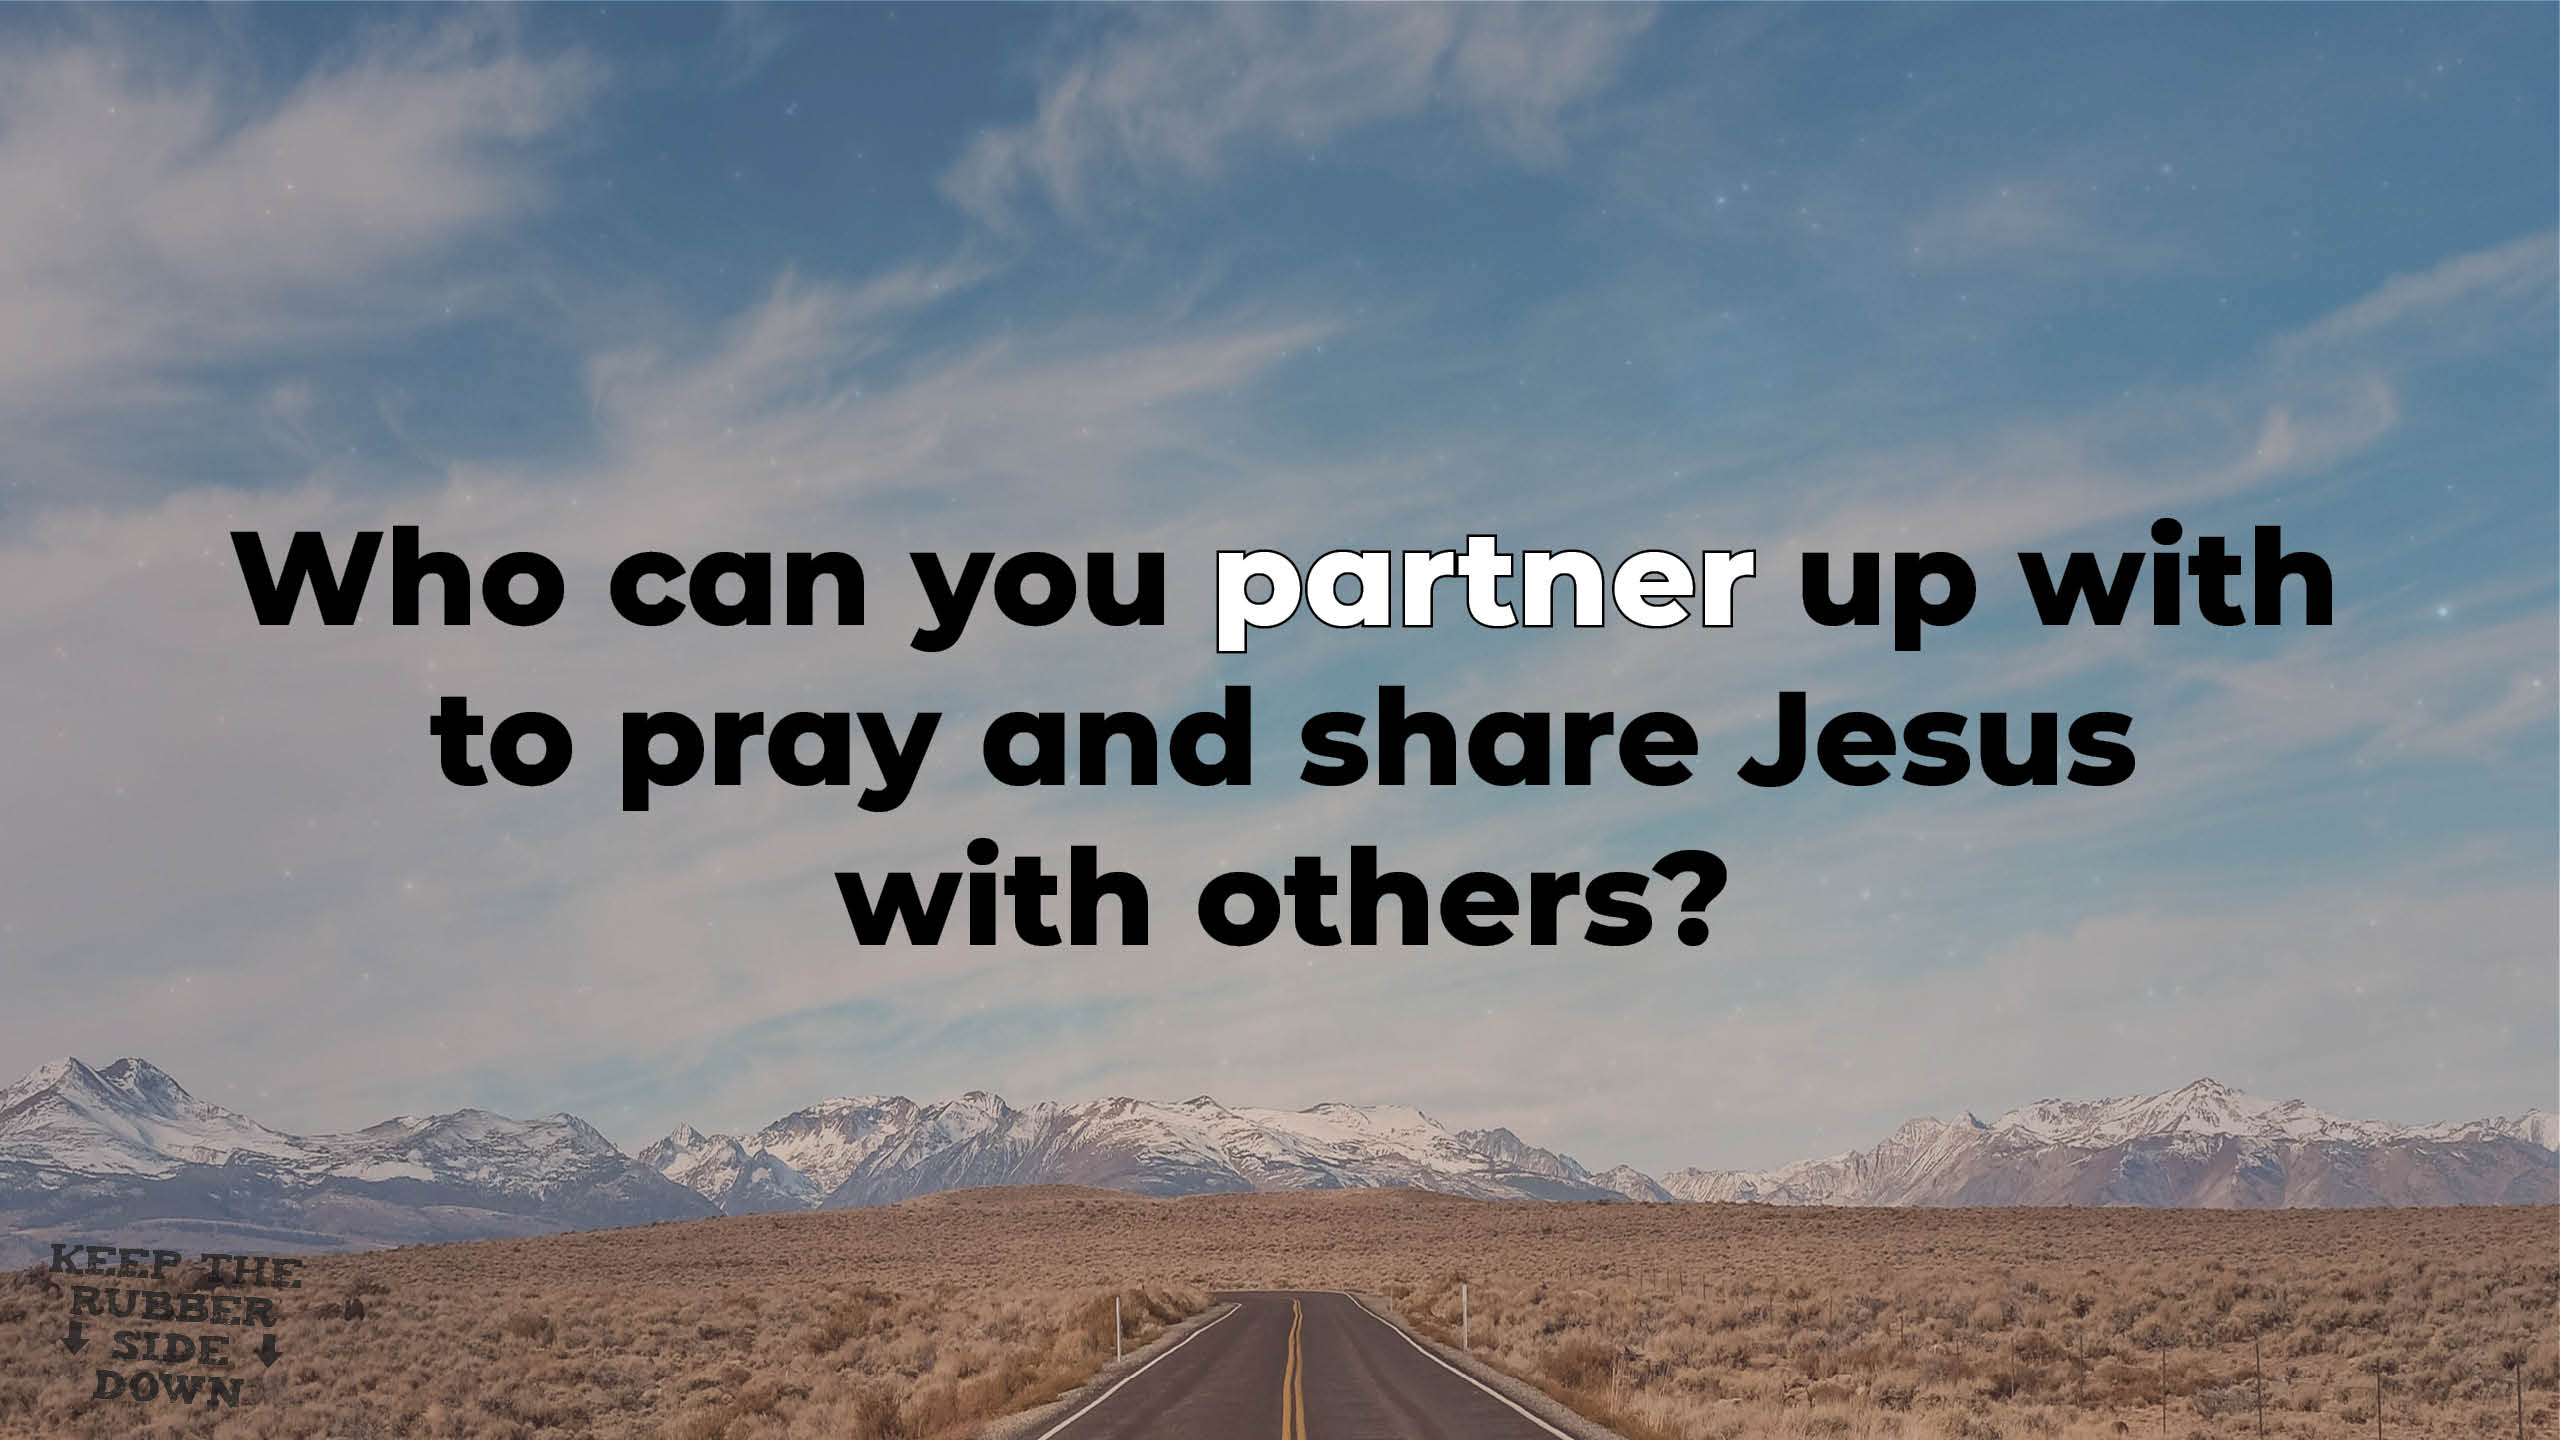 Who can you partner up with
to pray and share Jesus
with others?
KEEP THE
RUBBER
SIDE
DOWN